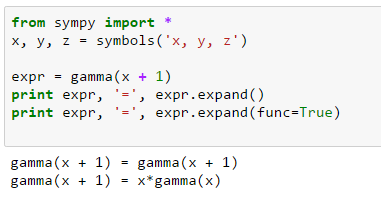 from sympy import *
x, y, z = symbols('x, y, z')
expr = gamma(x + 1)
print expr, '=', expr.expand()
print expr, '=', expr.expand(func=True)
gamma(x + 1) = gamma(x + 1)
gamma(x + 1) = x*gamma(x)